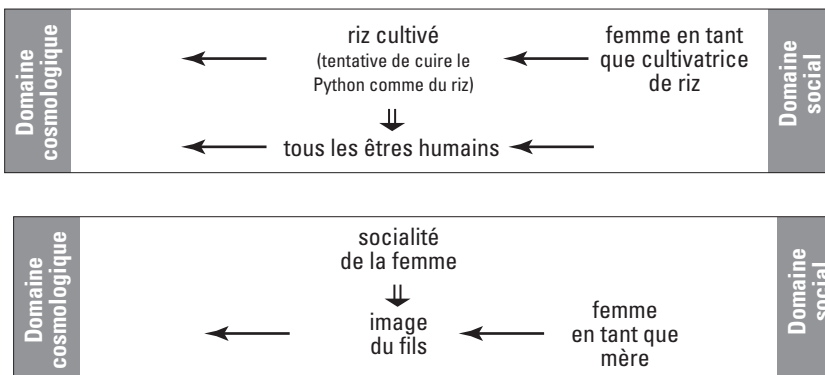 Domaine
cosmologique
riz cultivé
(tentative de cuire le
Python comme du riz)
tous les êtres humains
femme en tant
que cultivatrice
de riz
Domaine
social
Domaine
cosmologique
socialité
de la femme
image
du fils
femme
en tant que
mère
Domaine
social